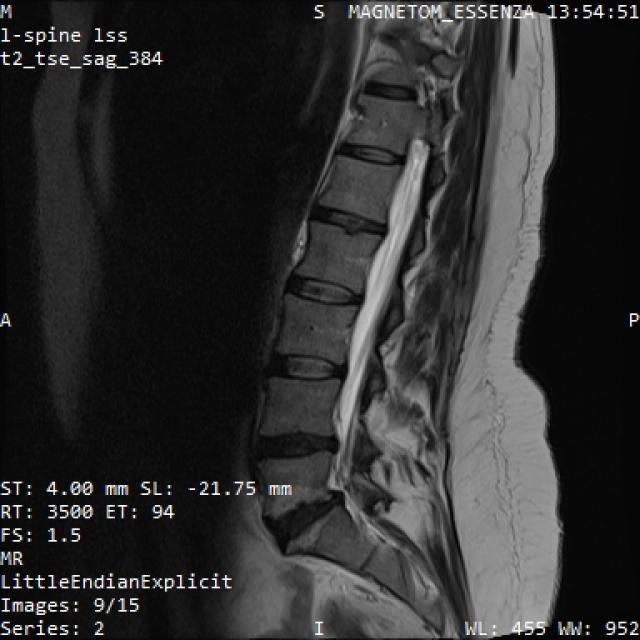 M
S MAGNETOM_ESSENZA 13:54:51
l-spine lss
t2_tse_sag_384
A
P
ST: 4.00 mm SL: -21.75 mm
RT: 3500 ET: 94
FS: 1.5
MR
LittleEndianExplicit
Images: 9/15
Series: 2
I
WL: 455 WW: 952